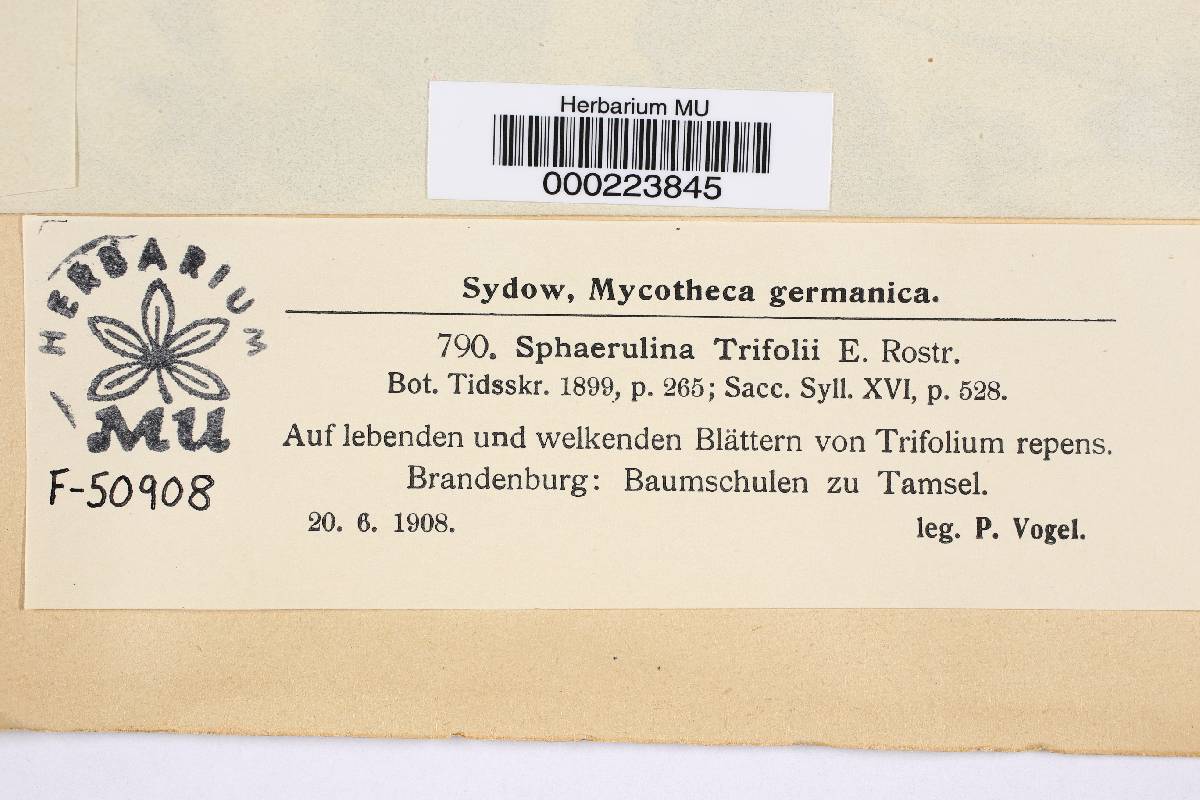 Herbarium MU
000223845
HERBARIUM
MU
F-50908
Sydow, Mycotheca germanica.
790. Sphaerulina Trifolii E. Rostr.
Bot. Tidsskr. 1899, p. 265; Sacc. Syll. XVI, p. 528.
Auf lebenden und welkenden Blättern von Trifolium repens.
Brandenburg: Baumschulen zu Tamsel.
20. 6. 1908. leg. P. Vogel.